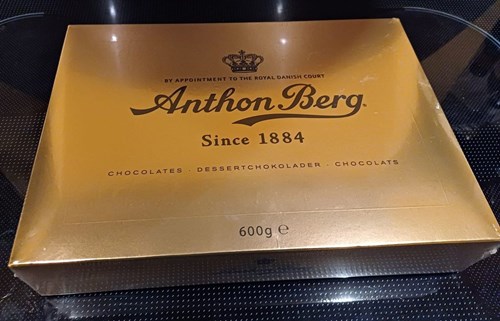 BY APPOINTMENT TO THE ROYAL DANISH COURT
Anthon Berg®
Since 1884
CHOCOLATES · DESSERTCHOKOLADER · CHOCOLATS
600g ℮